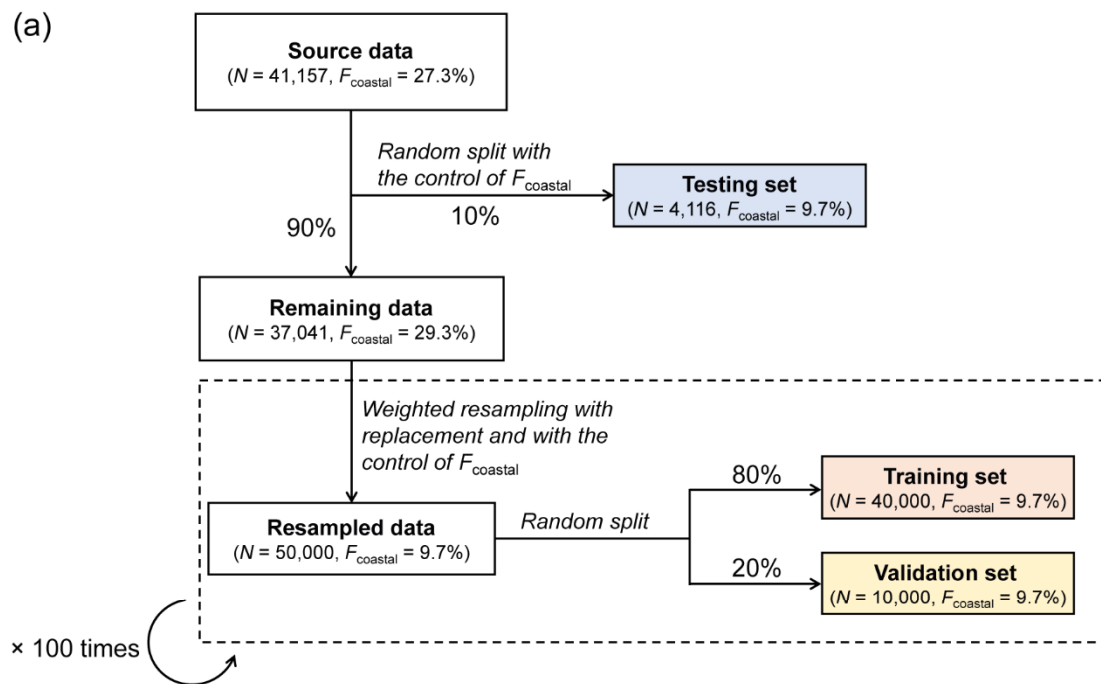 (a)
Source data
(N = 41,157, Fcoastal = 27.3%)
Random split with
the control of Fcoastal
Testing set
(N = 4,116, Fcoastal = 9.7%)
10%
90%
Remaining data
(N = 37,041, Fcoastal = 29.3%)
Weighted resampling with
replacement and with the
control of Fcoastal
80%
Training set
(N = 40,000, Fcoastal = 9.7%)
Resampled data
(N = 50,000, Fcoastal = 9.7%)
Random split
20%
Validation set
(N = 10,000, Fcoastal = 9.7%)
× 100 times